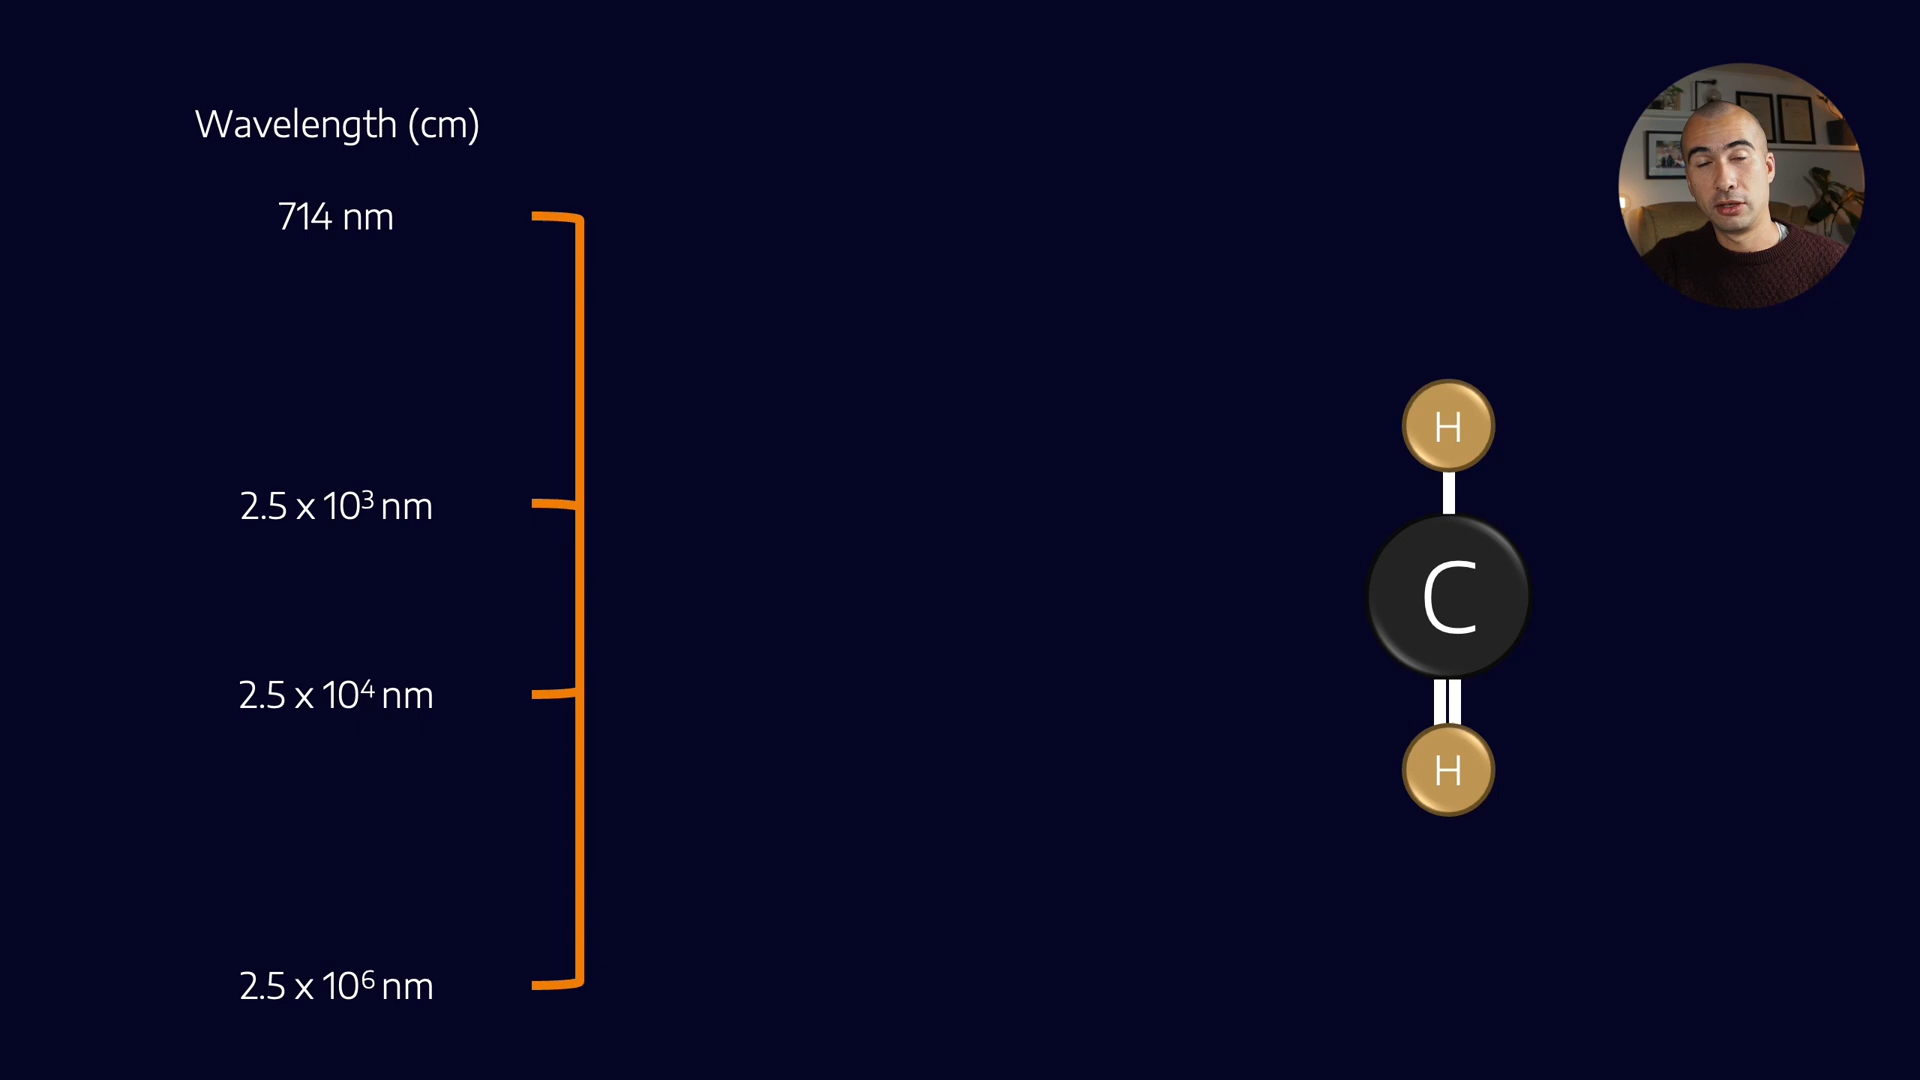 Wavelength (cm)
714 nm
2.5 x 10³ nm
2.5 x 10⁴ nm
2.5 x 10⁶ nm
H
C
H